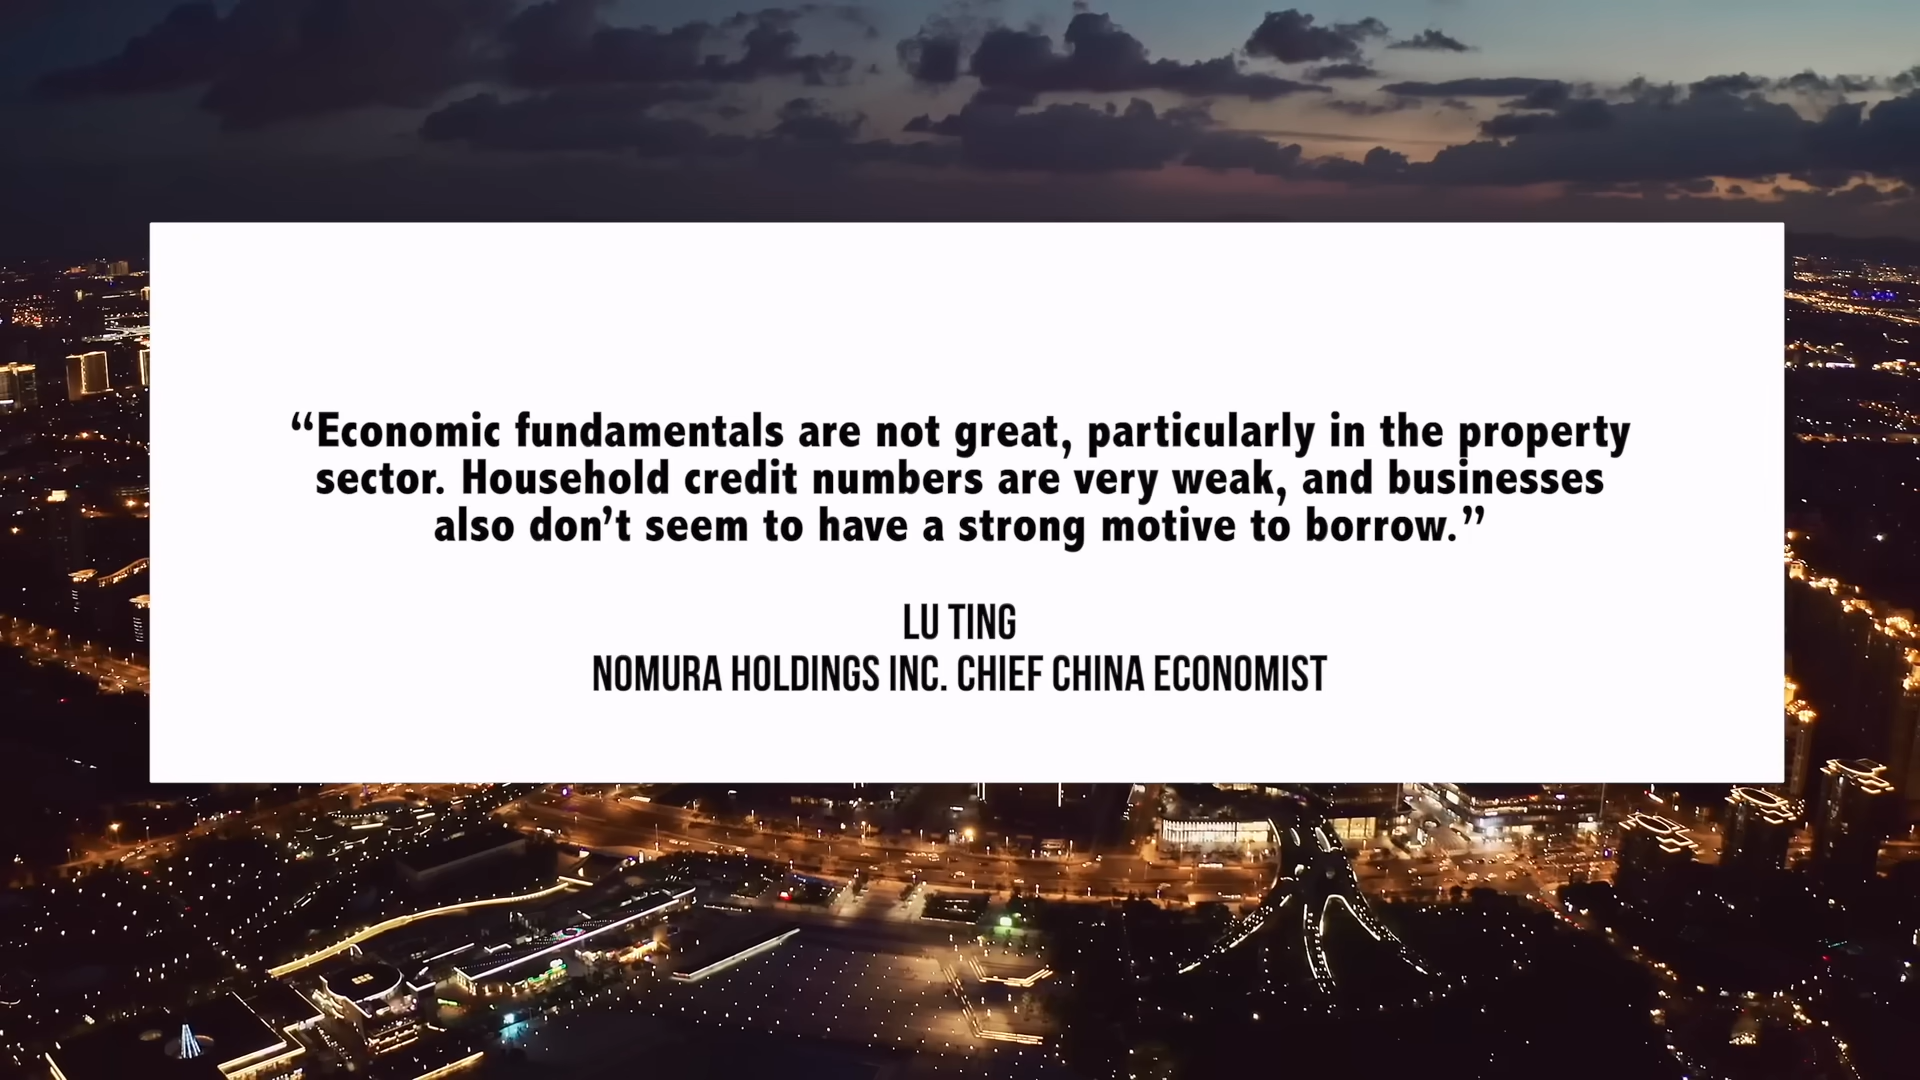 “Economic fundamentals are not great, particularly in the property
sector. Household credit numbers are very weak, and businesses
also don’t seem to have a strong motive to borrow.”
LU TING
NOMURA HOLDINGS INC. CHIEF CHINA ECONOMIST